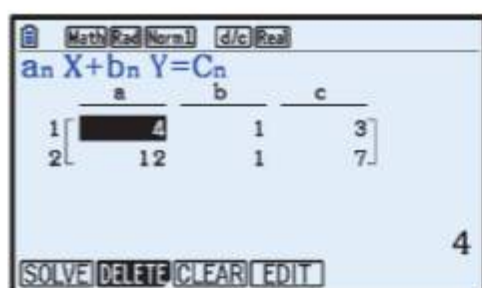 Math Rad Norm1 d/c Real
an X+bn Y=Cn
a b c
1 4 1 3
2 12 1 7
4
SOLVE DELETE CLEAR EDIT